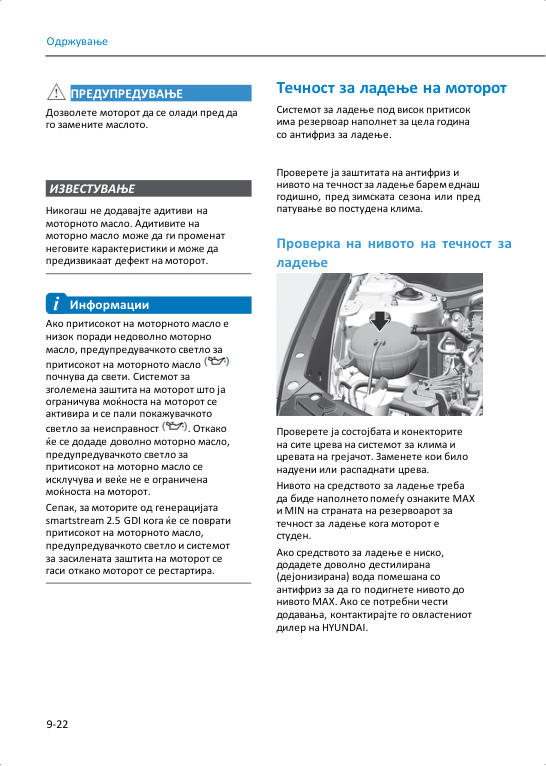 Одржување
ПРЕДУПРЕДУВАЊЕ
Дозволете моторот да се олади пред да
го замените маслото.
ИЗВЕСТУВАЊЕ
Никогаш не додавајте адитиви на
моторното масло. Адитивите на
моторно масло може да ги променат
неговите карактеристики и може да
предизвикаат дефект на моторот.
i Информации
Ако притисокот на моторното масло е
низок поради недоволно моторно
масло, предупредувачкото светло за
притисокот на моторното масло ( )
почнува да свети. Системот за
зголемена заштита на моторот што ја
ограничува моќноста на моторот се
активира и се пали покажувачкото
светло за неисправност ( ). Откако
ќе се додаде доволно моторно масло,
предупредувачкото светло за
притисокот на моторно масло се
исклучува и веќе не е ограничена
моќноста на моторот.
Сепак, за моторите од генерацијата
smartstream 2.5 GDI кога ќе се поврати
притисокот на моторното масло,
предупредувачкото светло и системот
за засилената заштита на моторот се
гаси откако моторот се рестартира.
Течност за ладење на моторот
Системот за ладење под висок притисок
има резервоар наполнет за цела година
со антифриз за ладење.
Проверете ја заштитата на антифриз и
нивото на течност за ладење барем еднаш
годишно, пред зимската сезона или пред
патување во постудена клима.
Проверка на нивото на течност за
ладење
Проверете ја состојбата и конекторите
на сите црева на системот за клима и
цревата на грејачот. Заменете кои било
надуени или распаднати црева.
Нивото на средството за ладење треба
да биде наполнето помеѓу ознаките MAX
и MIN на страната на резервоарот за
течност за ладење кога моторот е
студен.
Ако средството за ладење е ниско,
додадете доволно дестилирана
(дејонизирана) вода помешана со
антифриз за да го подигнете нивото до
нивото MAX. Ако се потребни чести
додавања, контактирајте го овластениот
дилер на HYUNDAI.
9-22